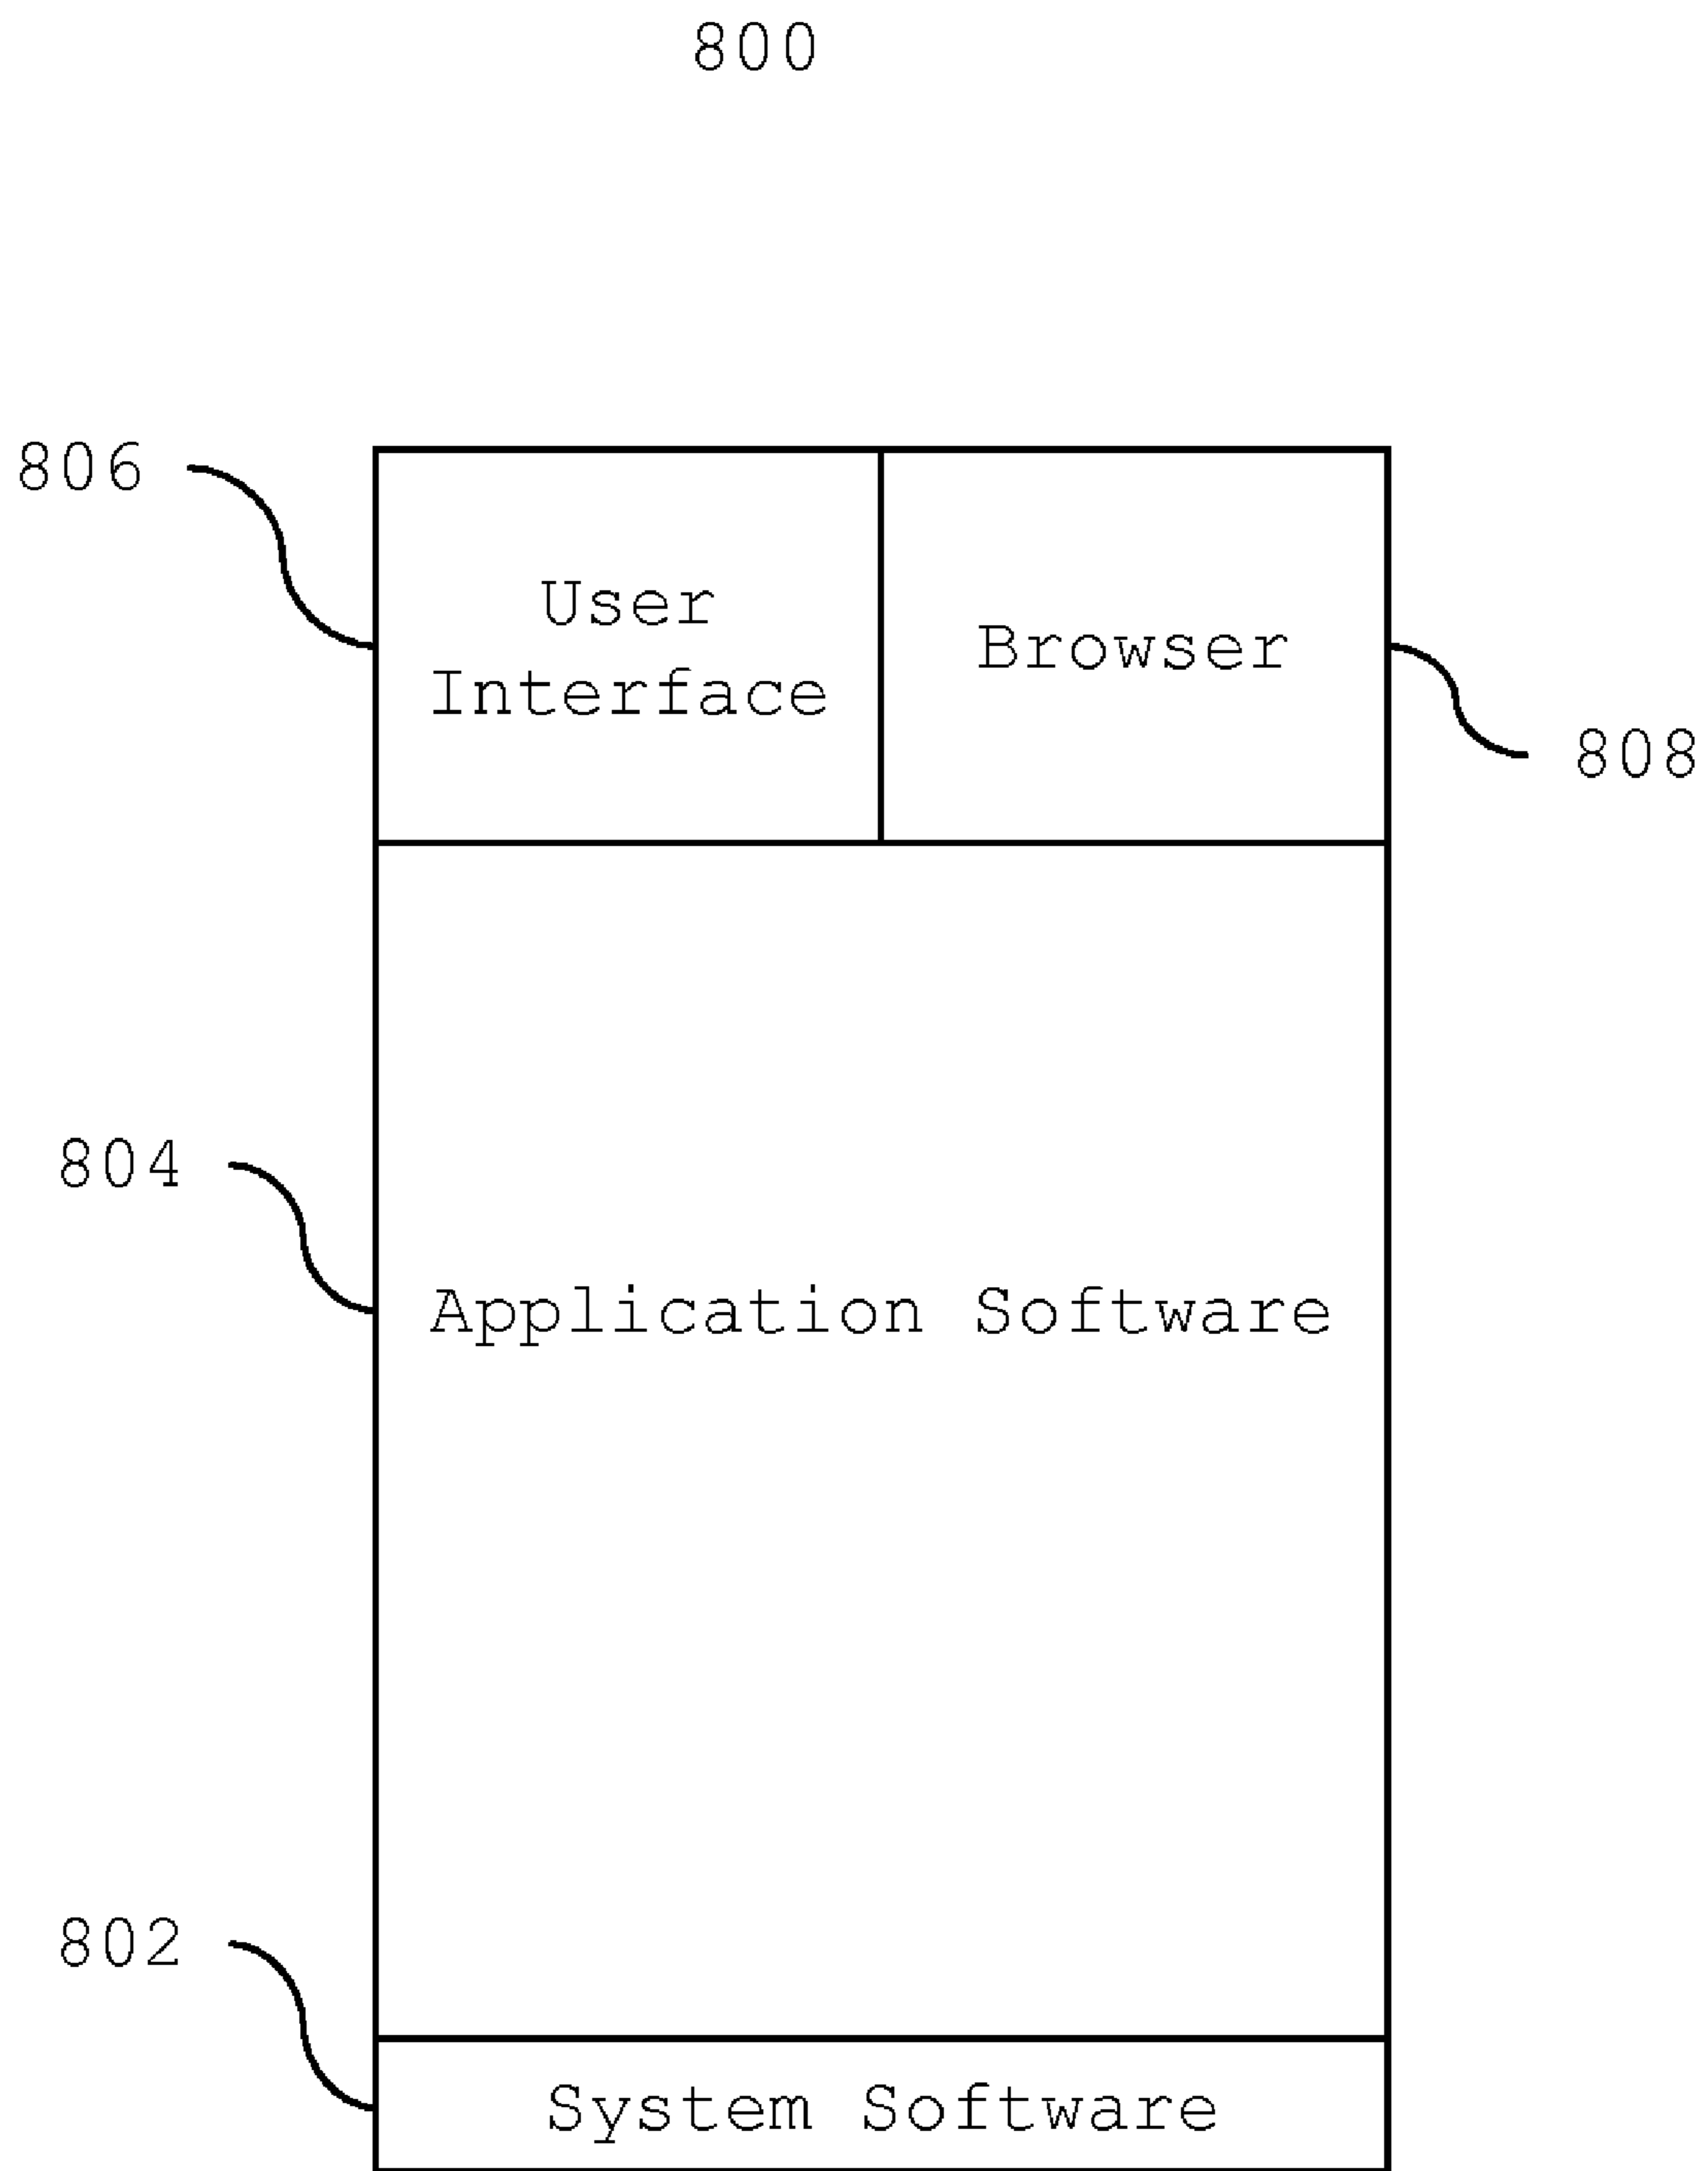 800
806
User
Interface
Browser
808
804
Application Software
802
System Software